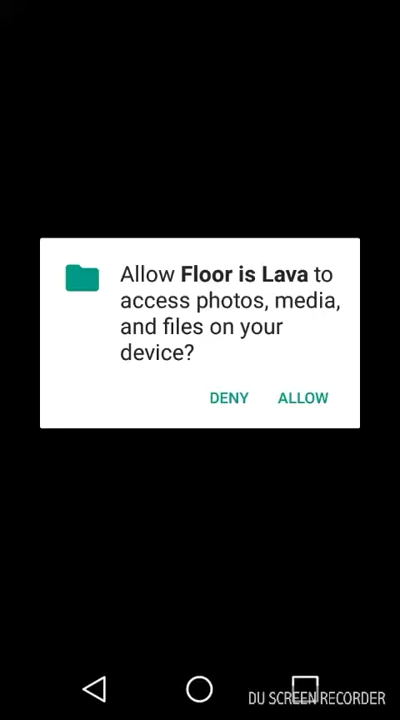 Allow Floor is Lava to
access photos, media,
and files on your
device?
DENY ALLOW
DU SCREEN RECORDER